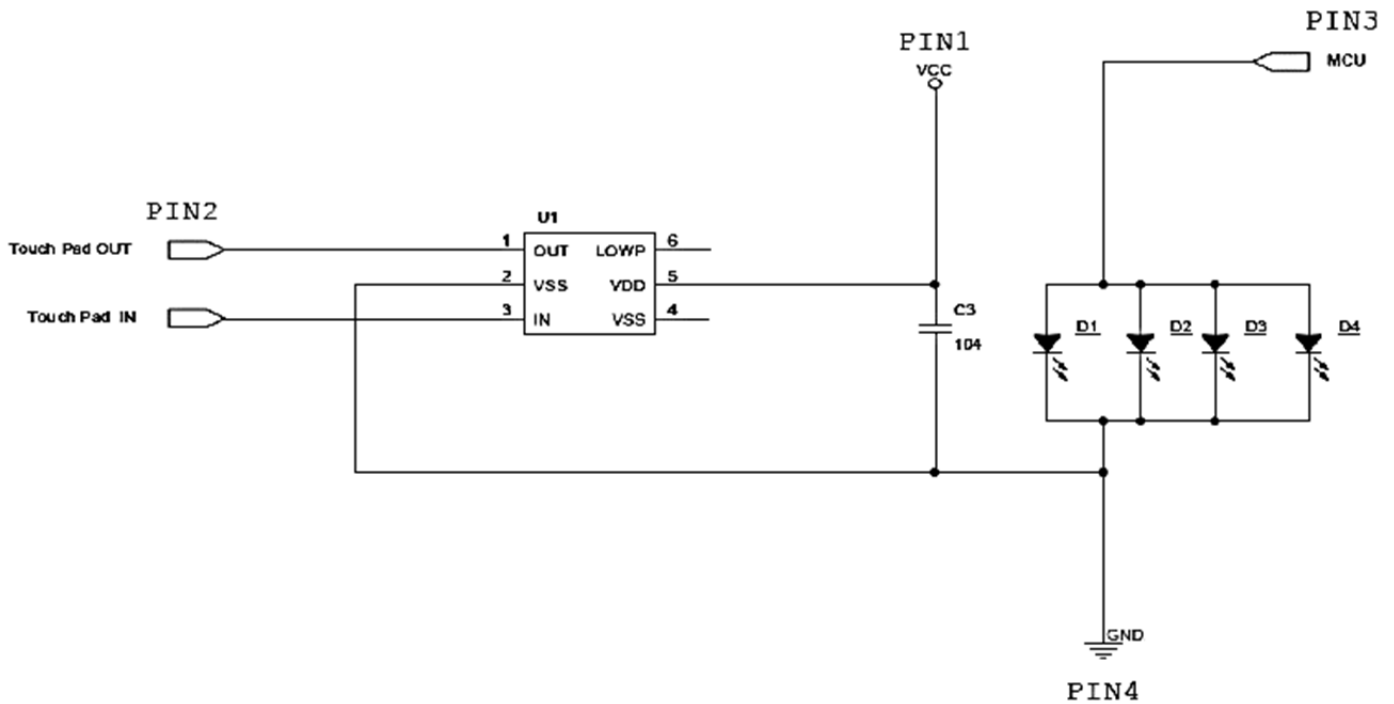 PIN3
MCU
PIN1
VCC
PIN2
Touch Pad OUT
Touch Pad IN
U1
1 OUT LOWP 6
2 VSS VDD 5
3 IN VSS 4
C3
104
D1 D2 D3 D4
GND
PIN4